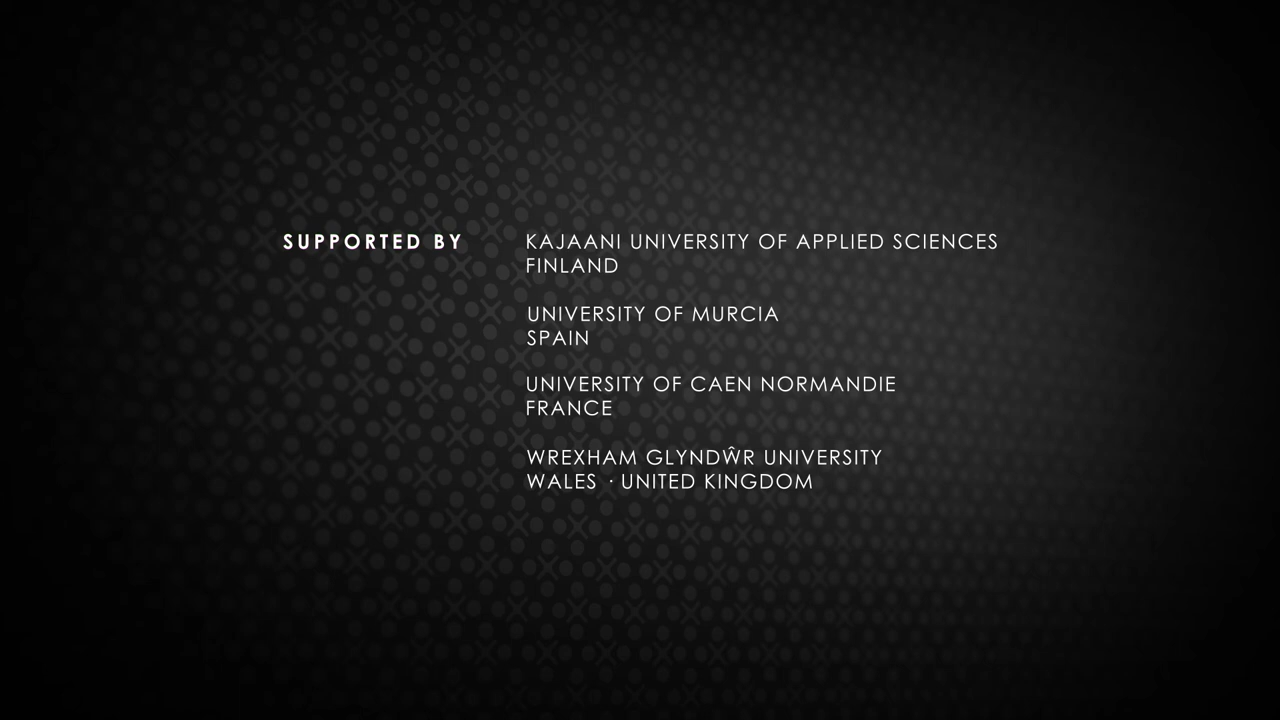 SUPPORTED BY
KAJAANI UNIVERSITY OF APPLIED SCIENCES
FINLAND
UNIVERSITY OF MURCIA
SPAIN
UNIVERSITY OF CAEN NORMANDIE
FRANCE
WREXHAM GLYNDŴR UNIVERSITY
WALES · UNITED KINGDOM